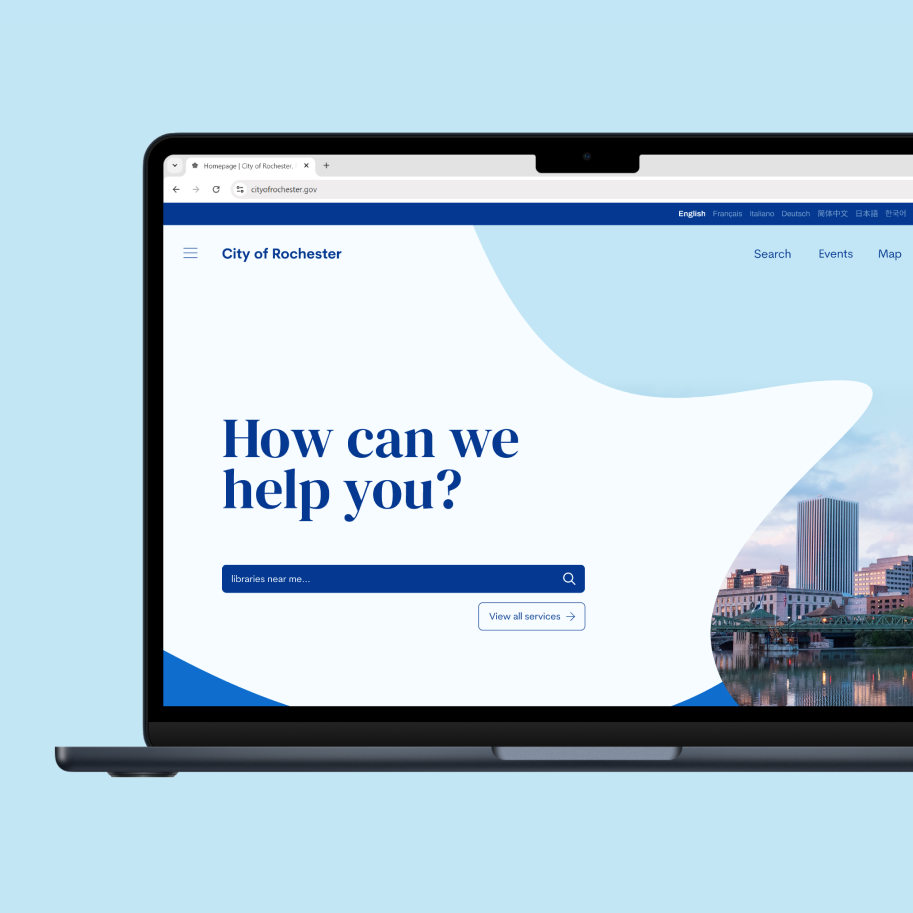 Homepage | City of Rochester.
cityofrochester.gov
English Français Italiano Deutsch 简体中文 日本語 한국어
City of Rochester
Search Events Map
How can we
help you?
libraries near me...
View all services